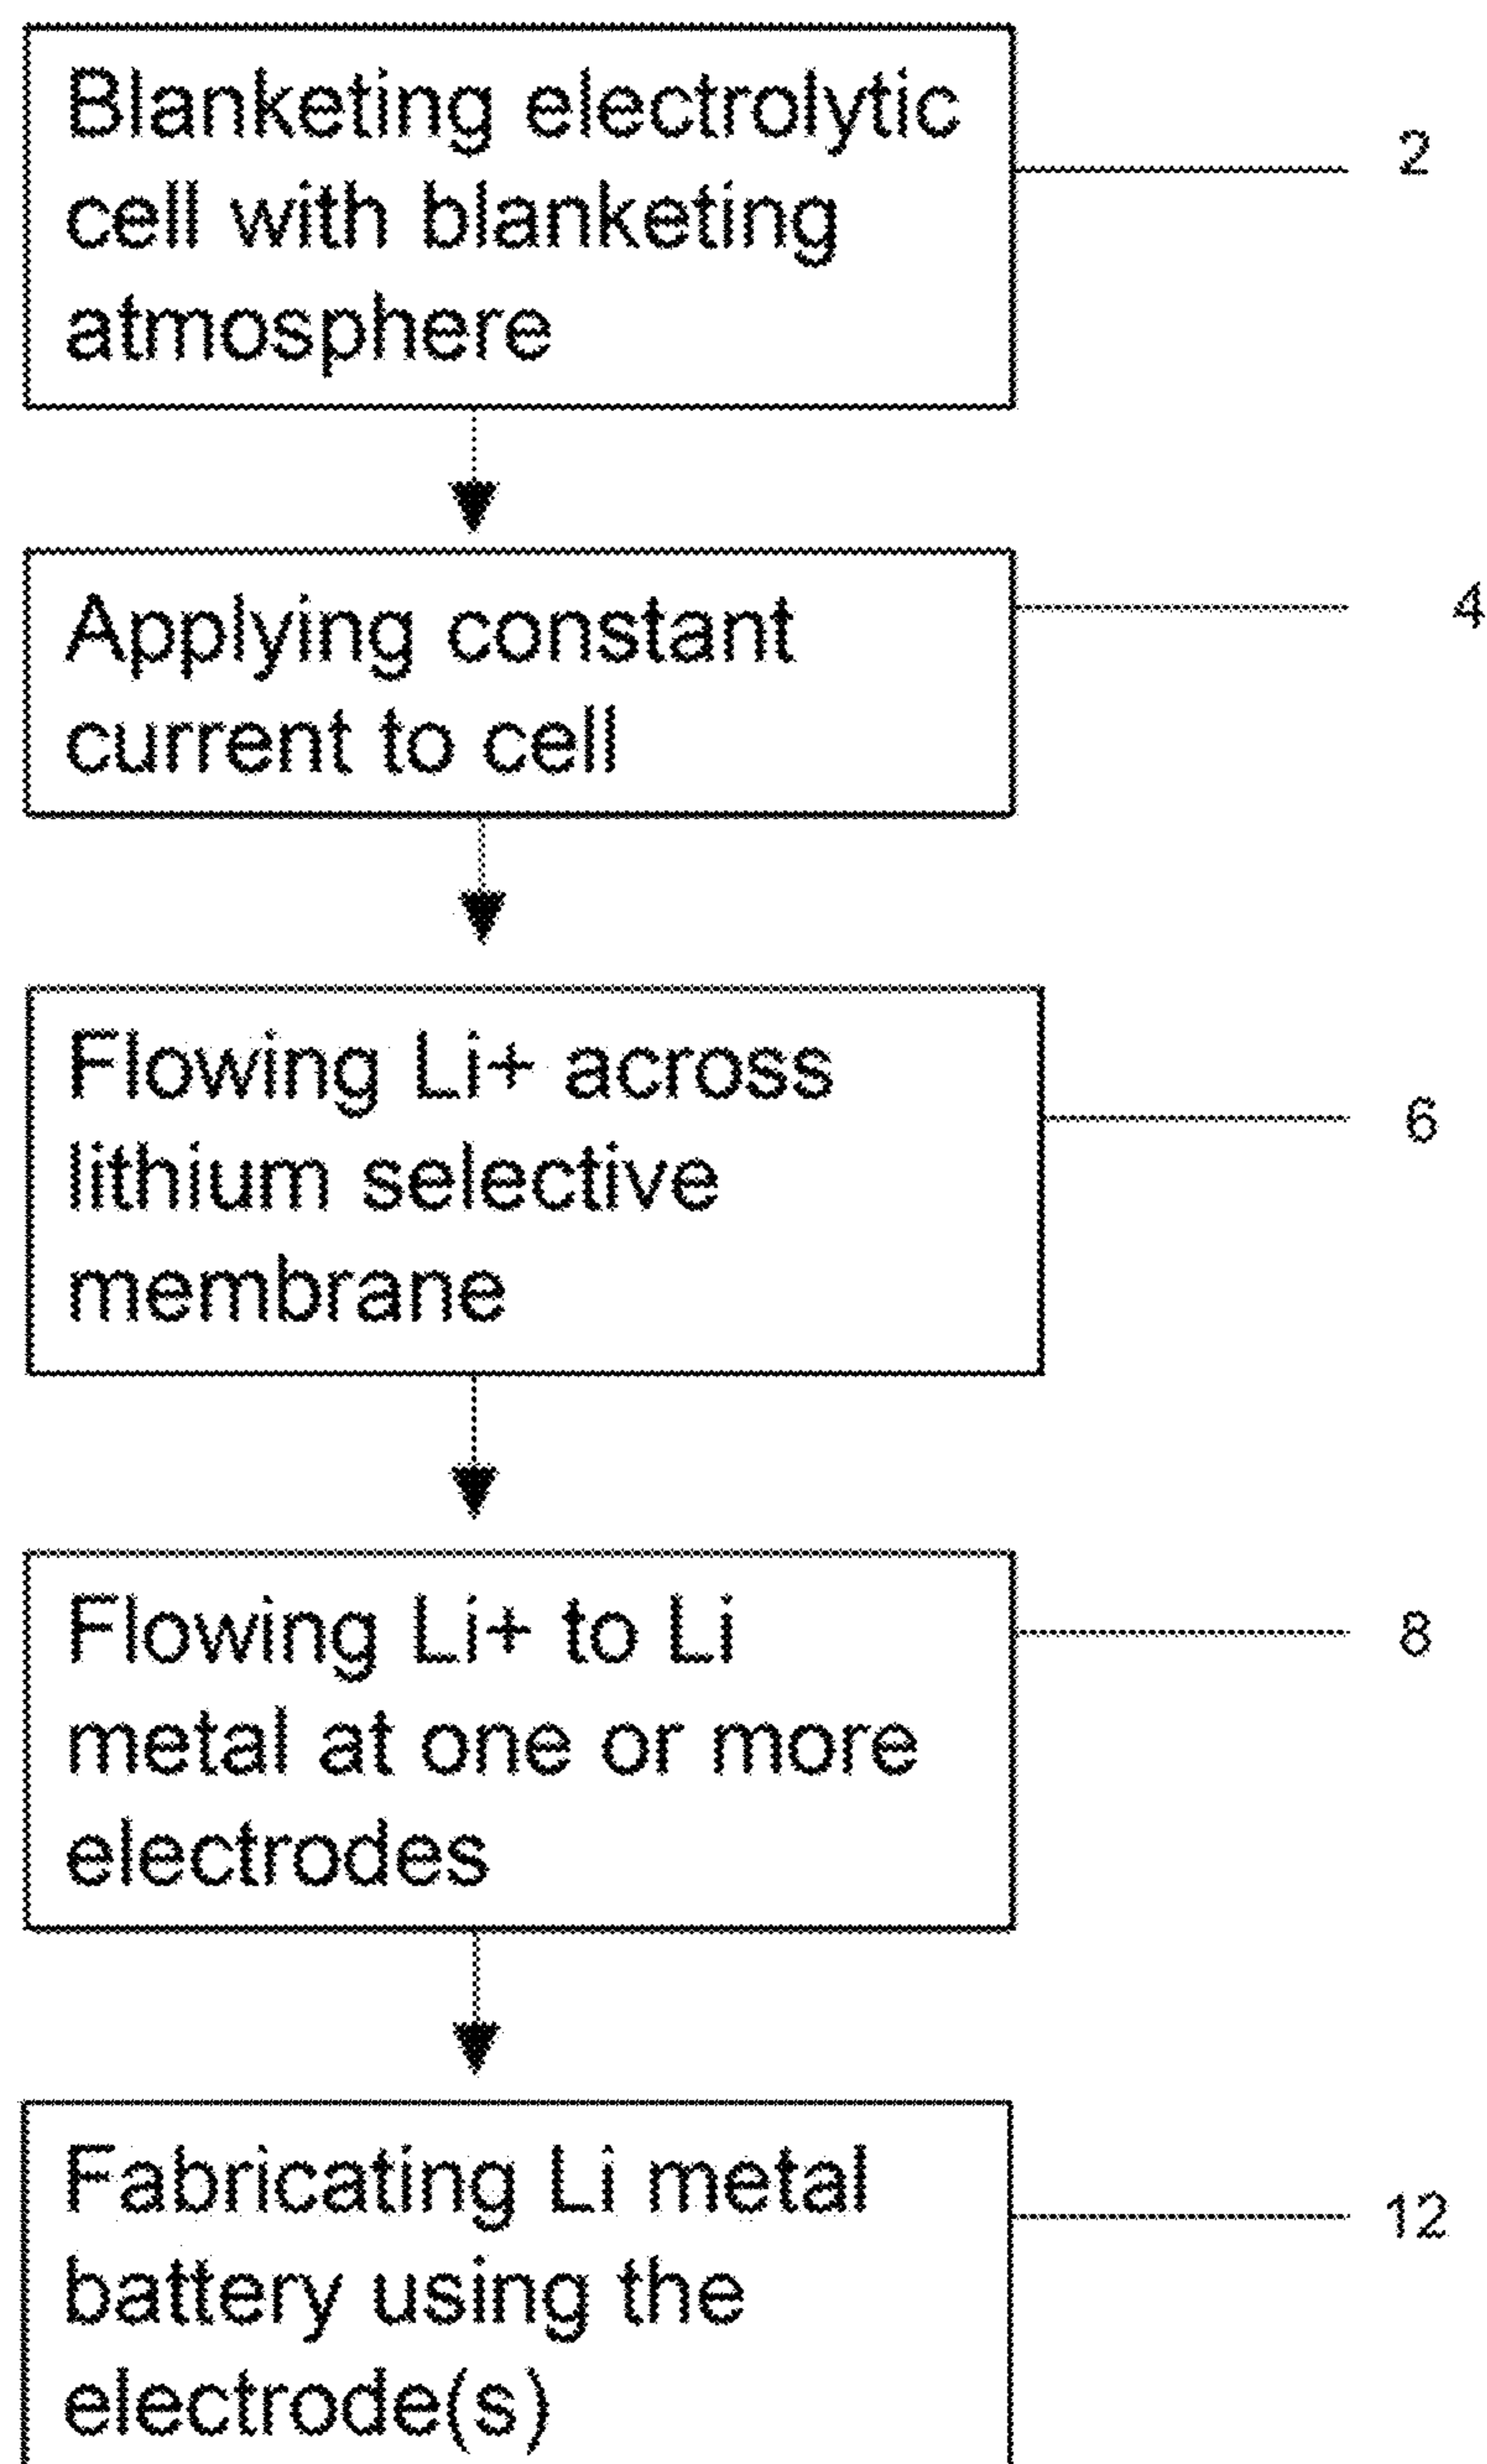 Blanketing electrolytic
cell with blanketing
atmosphere
2
Applying constant
current to cell
4
Flowing Li+ across
lithium selective
membrane
6
Flowing Li+ to Li
metal at one or more
electrodes
8
Fabricating Li metal
battery using the
electrode(s)
12